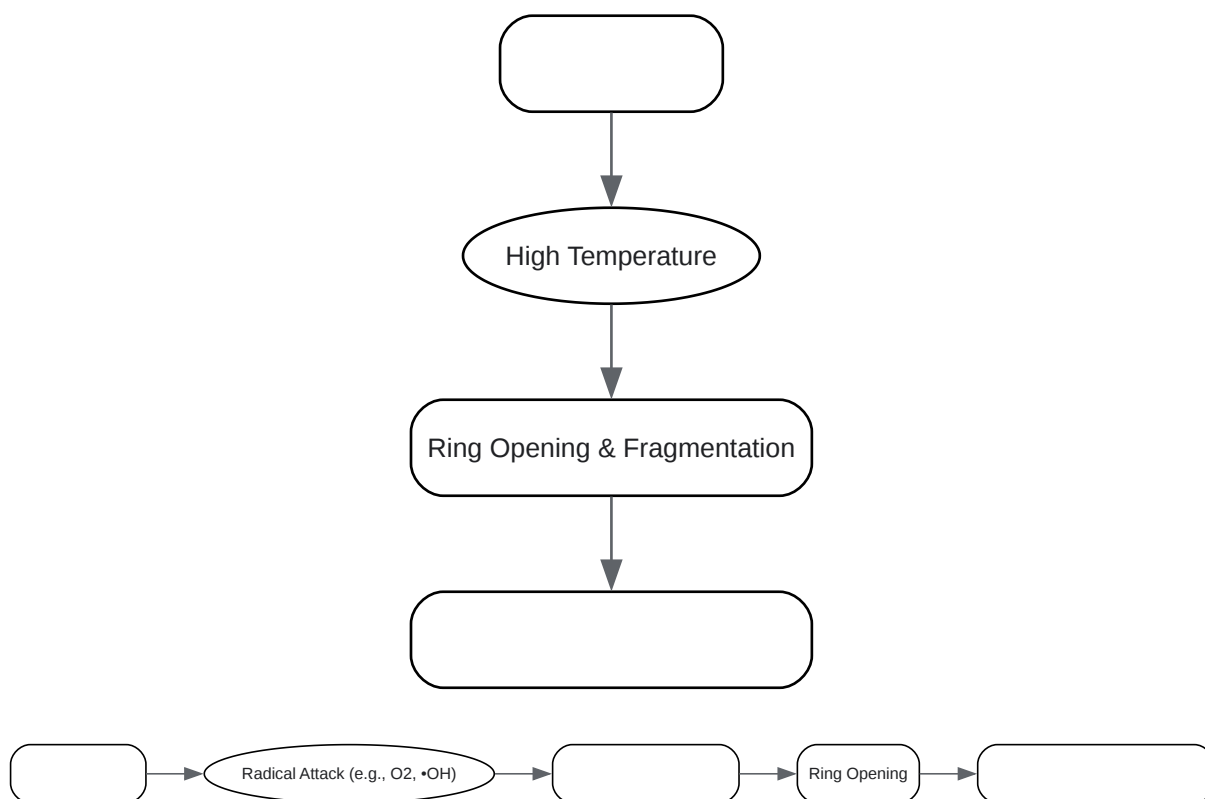 High Temperature
Ring Opening & Fragmentation
Radical Attack (e.g., O2, •OH)
Ring Opening